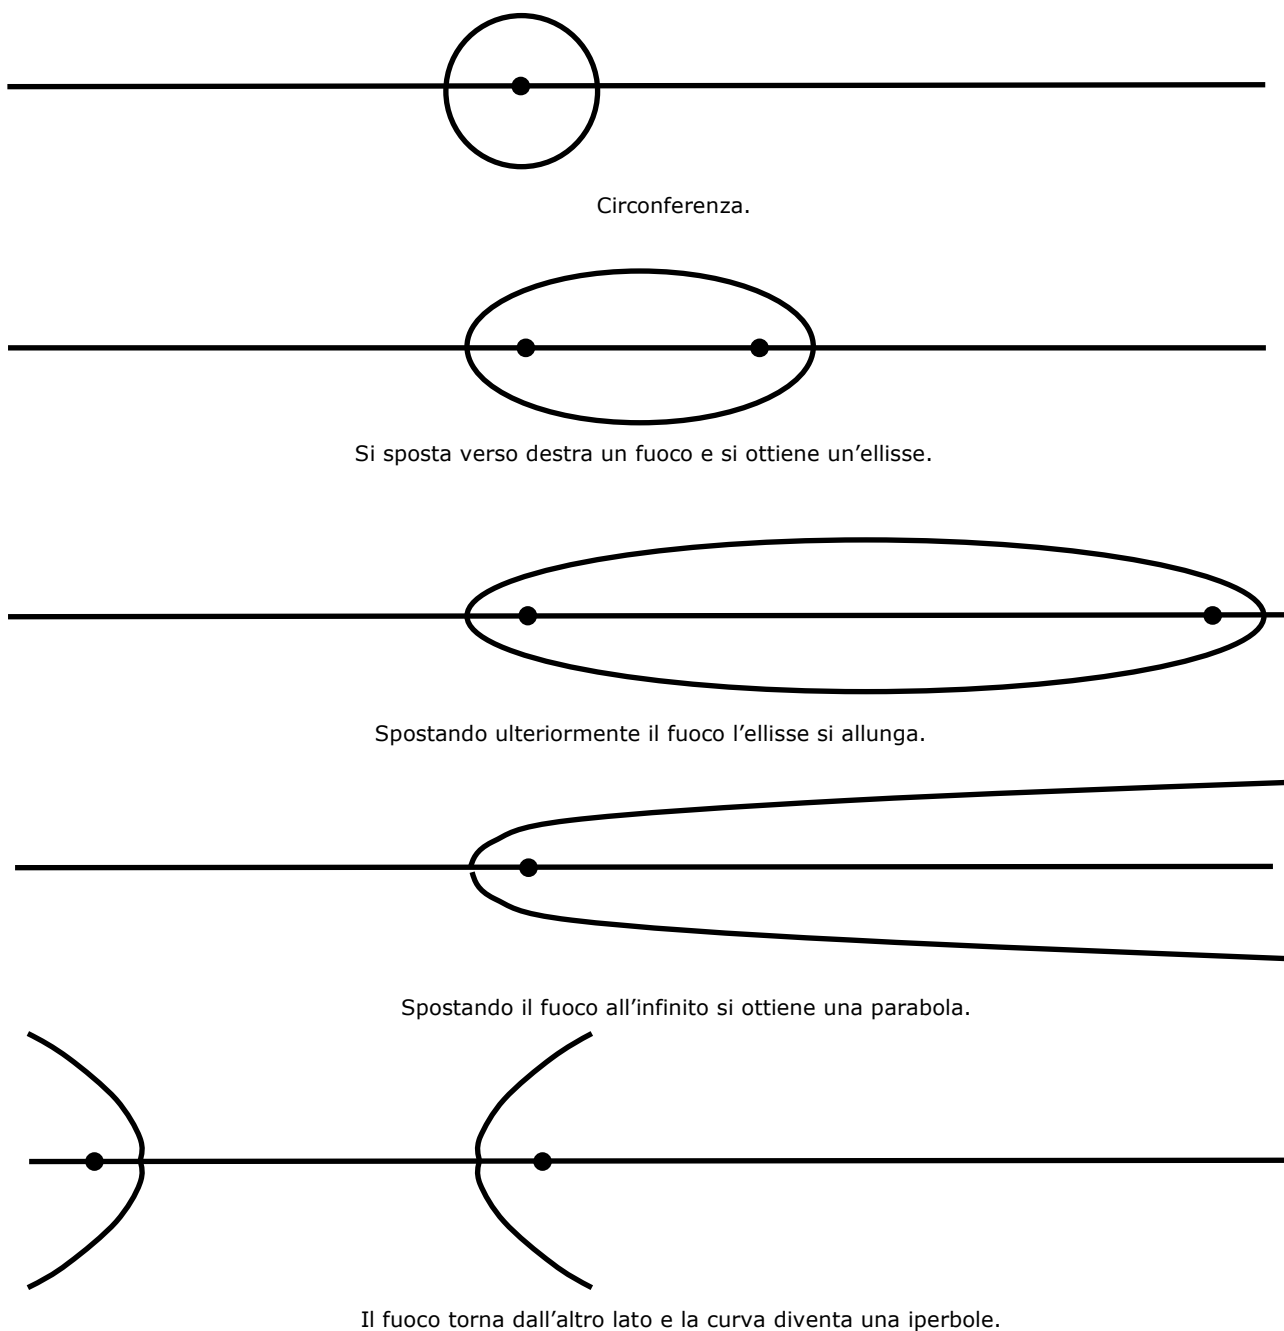 Circonferenza.
Si sposta verso destra un fuoco e si ottiene un’ellisse.
Spostando ulteriormente il fuoco l’ellisse si allunga.
Spostando il fuoco all’infinito si ottiene una parabola.
Il fuoco torna dall’altro lato e la curva diventa una iperbole.